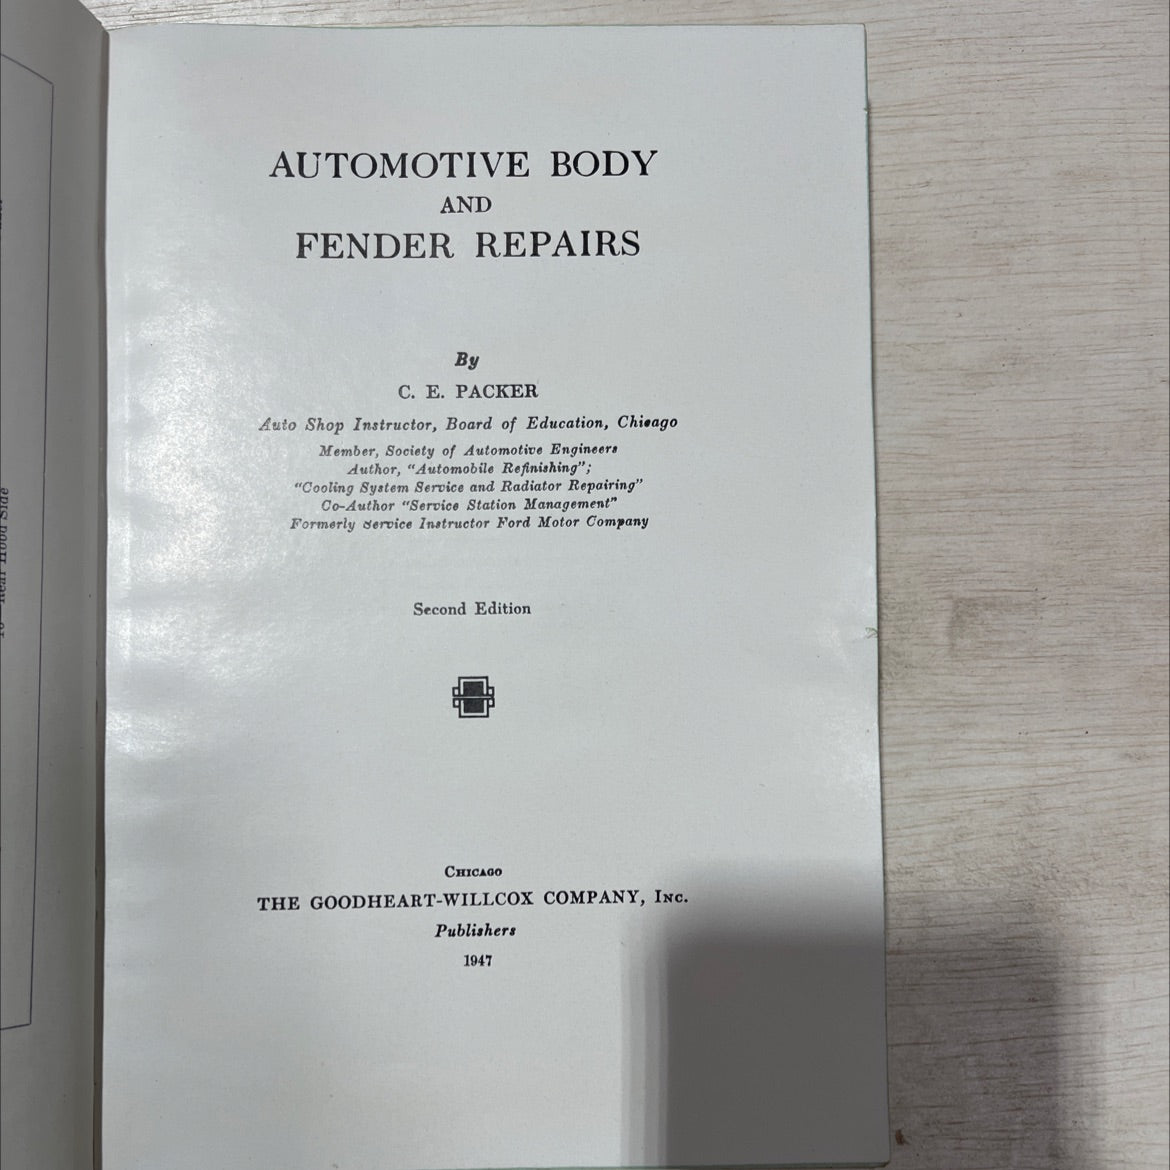 AUTOMOTIVE BODY
AND
FENDER REPAIRS
By
C. E. PACKER
Auto Shop Instructor, Board of Education, Chicago
Member, Society of Automotive Engineers
Author, "Automobile Refinishing";
"Cooling System Service and Radiator Repairing"
Co-Author "Service Station Management"
Formerly Service Instructor Ford Motor Company
Second Edition
CHICAGO
THE GOODHEART-WILLCOX COMPANY, INC.
Publishers
1947
Hood Side